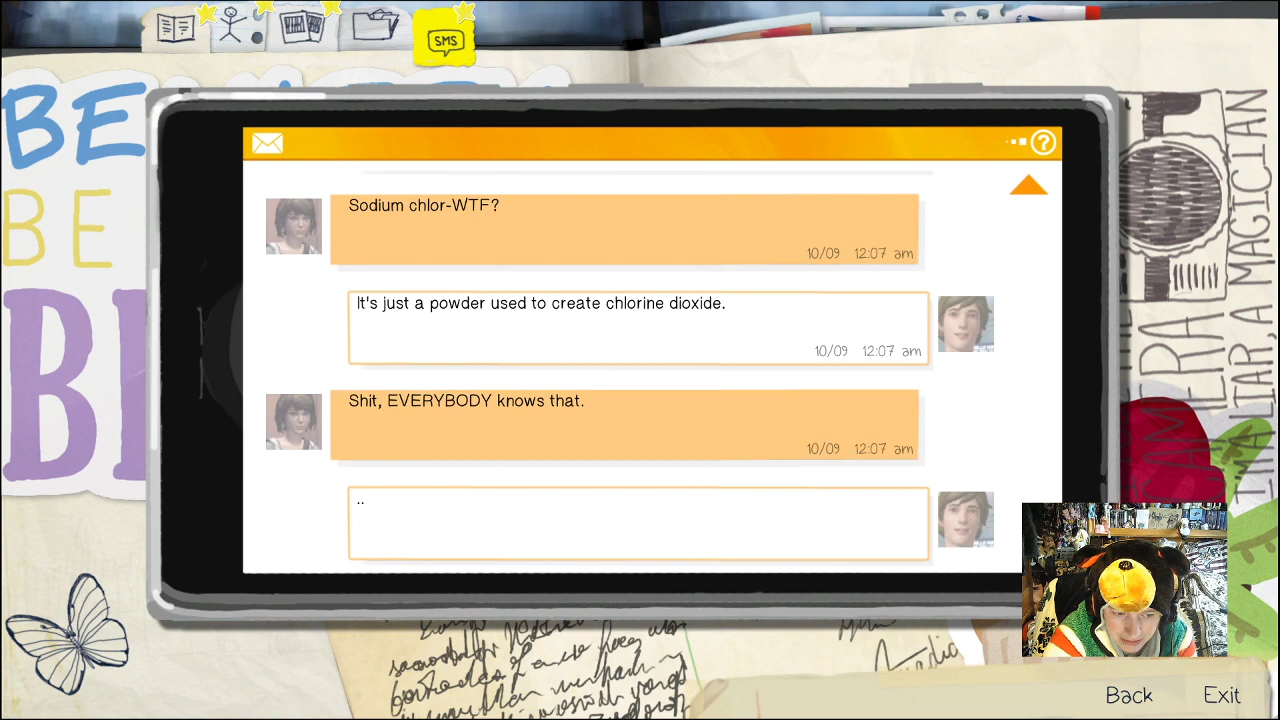 SMS
BE
BE
Sodium chlor-WTF?
10/09 12:07 am
It's just a powder used to create chlorine dioxide.
10/09 12:07 am
Shit, EVERYBODY knows that.
10/09 12:07 am
..
?
CAMERA
LIAR, A MAGICIAN
I'M A
Back
Exit